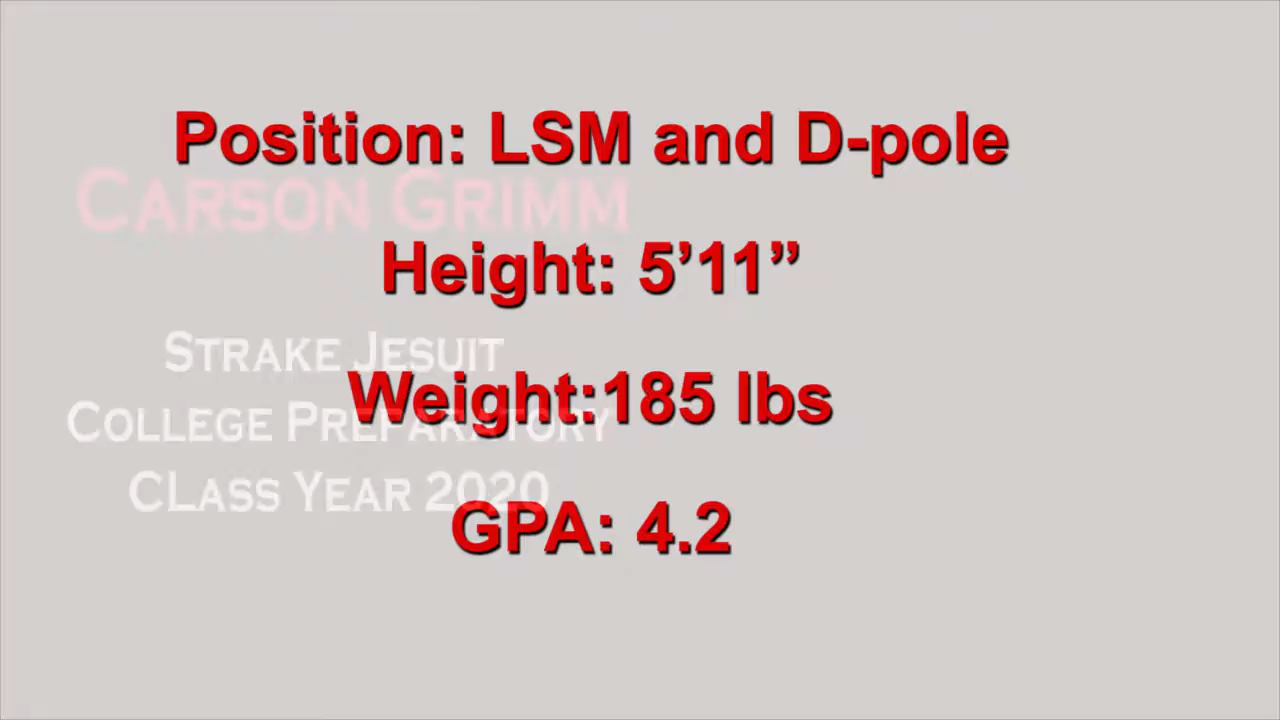 Position: LSM and D-pole
CARSON GRIMM
Height: 5’11”
STRAKE JESUIT
Weight:185 lbs
COLLEGE PREPARATORY
CLASS YEAR 2020
GPA: 4.2